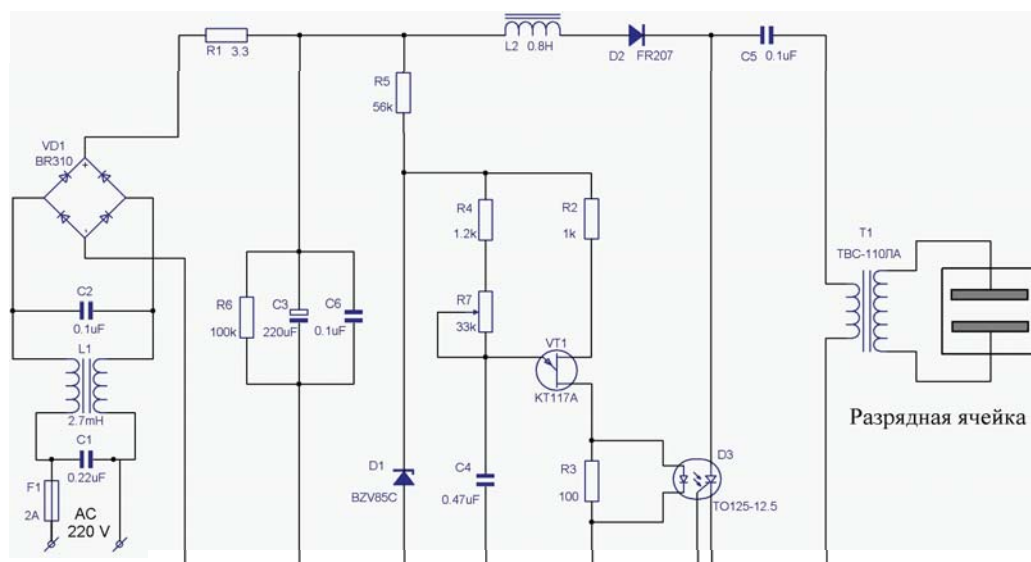 R1 3.3
L2 0.8H
D2 FR207
C5 0.1uF
R5
56k
VD1
BR310
R4
1.2k
R2
1k
T1
ТВС-110ЛА
C2
0.1uF
R6
100k
C3
220uF
C6
0.1uF
R7
33k
VT1
КТ117А
L1
2.7mH
Разрядная ячейка
C1
0.22uF
F1
2A
AC
220 V
D1
BZV85C
C4
0.47uF
R3
100
D3
TO125-12.5